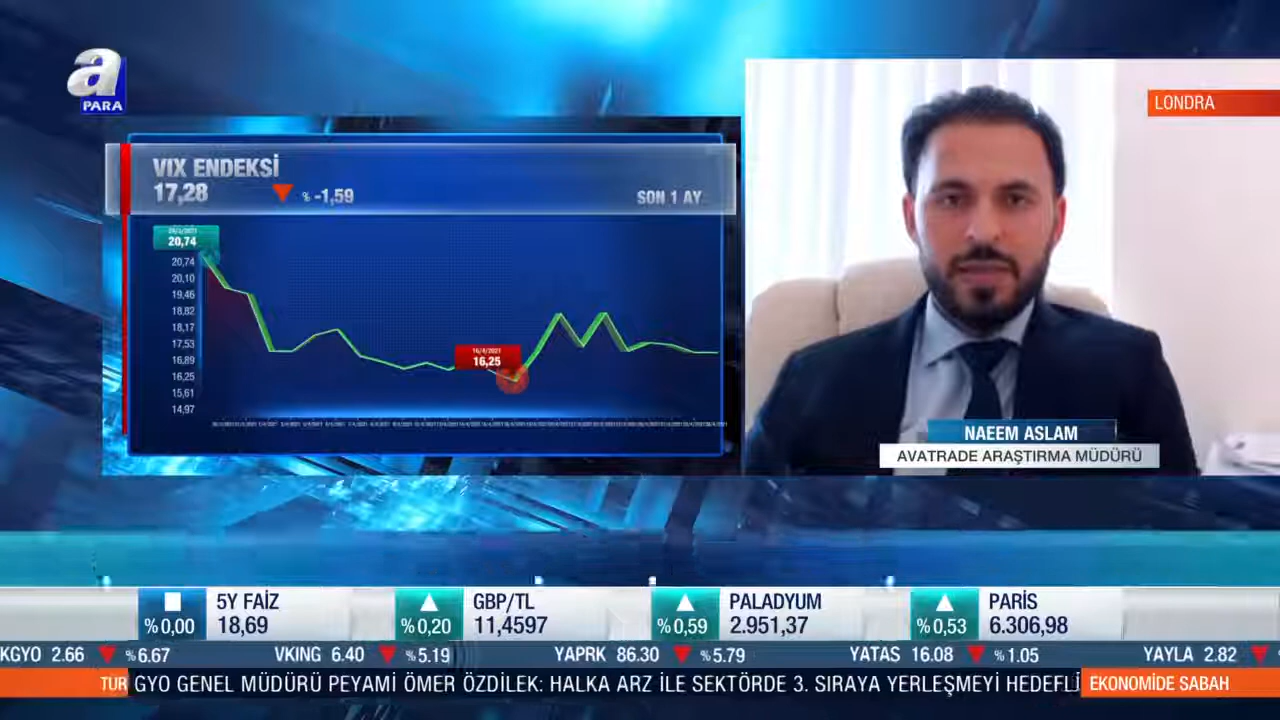 a
PARA
VIX ENDEKSİ
17,28 % -1,59 SON 1 AY
20,74
20,74
20,10
19,46
18,82
18,17
17,53
16,89
16,25
15,61
14,97
16/4/2021
16,25
LONDRA
NAEEM ASLAM
AVATRADE ARAŞTIRMA MÜDÜRÜ
% 0,00 5Y FAİZ 18,69
% 0,20 GBP/TL 11,4597
% 0,59 PALADYUM 2.951,37
% 0,53 PARİS 6.306,98
KGYO 2.66 % 6.67 VKING 6.40 % 5.19 YAPRK 86.30 % 5.79 YATAS 16.08 % 1.05 YAYLA 2.82
TUR GYO GENEL MÜDÜRÜ PEYAMİ ÖMER ÖZDİLEK: HALKA ARZ İLE SEKTÖRDE 3. SIRAYA YERLEŞMEYİ HEDEFLİ EKONOMİDE SABAH